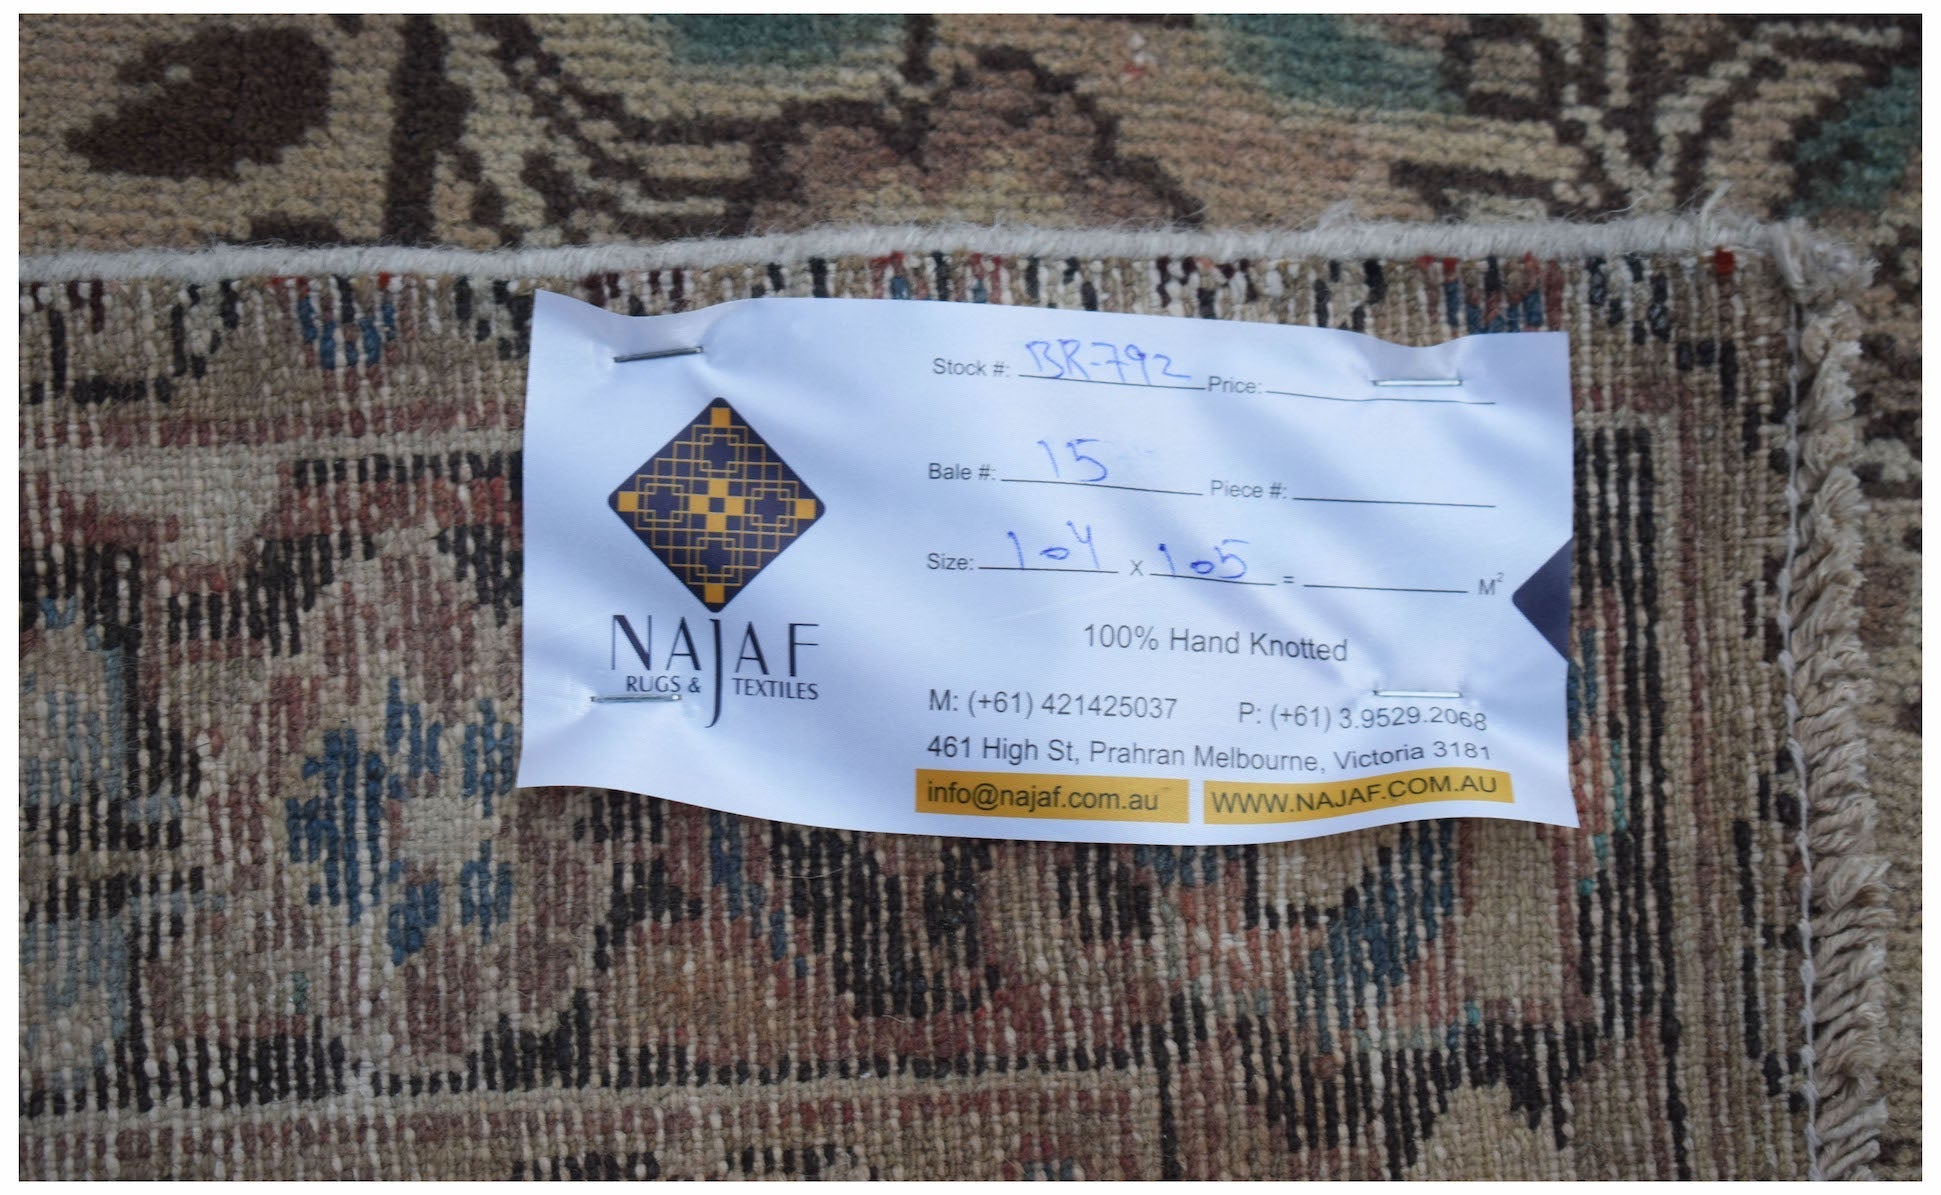 Stock #: BR-792 Price:
Bale #: 15 Piece #:
Size: 104 x 105 = M²
100% Hand Knotted
NAJAF
RUGS & TEXTILES
M: (+61) 421425037 P: (+61) 3.9529.2068
461 High St, Prahran Melbourne, Victoria 3181
info@najaf.com.au WWW.NAJAF.COM.AU